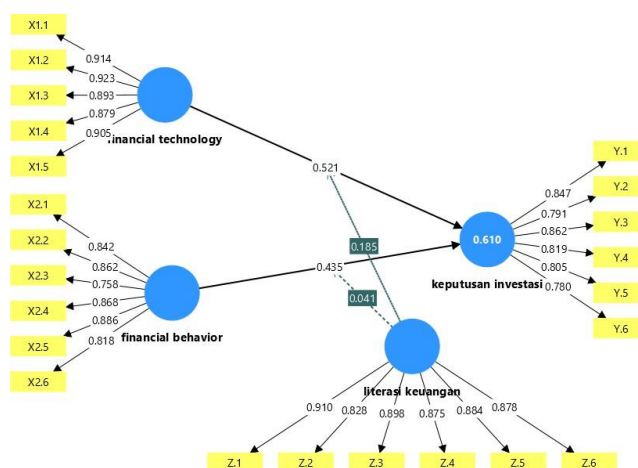 X1.1
X1.2
X1.3
X1.4
X1.5
0.914
0.923
0.893
0.879
0.905
financial technology
X2.1
X2.2
X2.3
X2.4
X2.5
X2.6
0.842
0.862
0.758
0.868
0.886
0.818
financial behavior
0.521
0.185
0.435
0.041
0.610
keputusan investasi
0.847
0.791
0.862
0.819
0.805
0.780
Y.1
Y.2
Y.3
Y.4
Y.5
Y.6
literasi keuangan
0.910
0.828
0.898
0.875
0.884
0.878
Z.1
Z.2
Z.3
Z.4
Z.5
Z.6